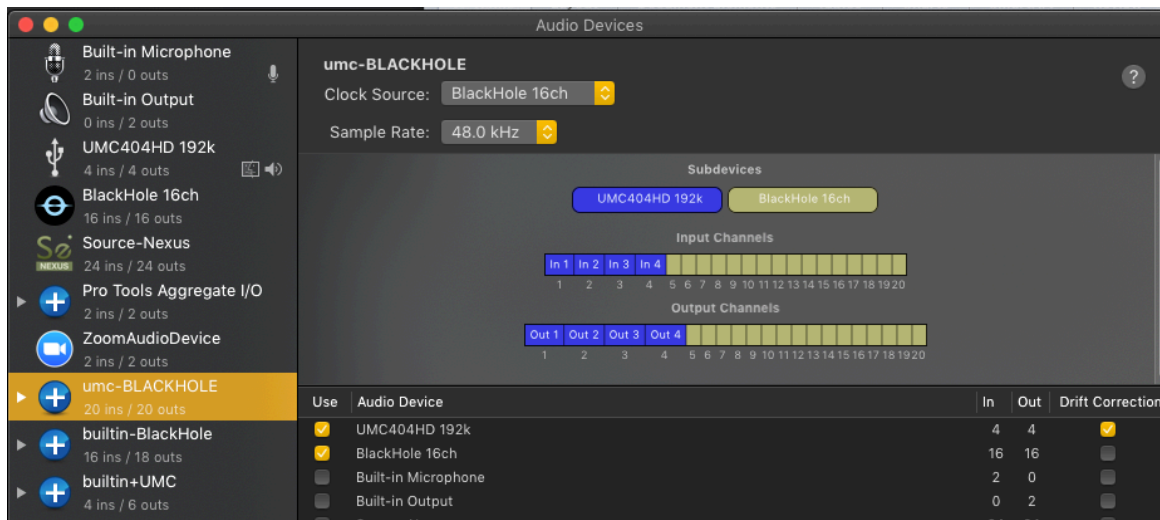 Audio Devices
Built-in Microphone
2 ins / 0 outs
Built-in Output
0 ins / 2 outs
UMC404HD 192k
4 ins / 4 outs
BlackHole 16ch
16 ins / 16 outs
Se
NEXUS
Source-Nexus
24 ins / 24 outs
Pro Tools Aggregate I/O
2 ins / 2 outs
ZoomAudioDevice
2 ins / 2 outs
umc-BLACKHOLE
20 ins / 20 outs
builtin-BlackHole
16 ins / 18 outs
builtin+UMC
4 ins / 6 outs
umc-BLACKHOLE
?
Clock Source: BlackHole 16ch
Sample Rate: 48.0 kHz
Subdevices
UMC404HD 192k BlackHole 16ch
Input Channels
In 1 In 2 In 3 In 4
1 2 3 4 5 6 7 8 9 10 11 12 13 14 15 16 17 18 19 20
Output Channels
Out 1 Out 2 Out 3 Out 4
1 2 3 4 5 6 7 8 9 10 11 12 13 14 15 16 17 18 19 20
Use Audio Device In Out Drift Correction
UMC404HD 192k 4 4
BlackHole 16ch 16 16
Built-in Microphone 2 0
Built-in Output 0 2